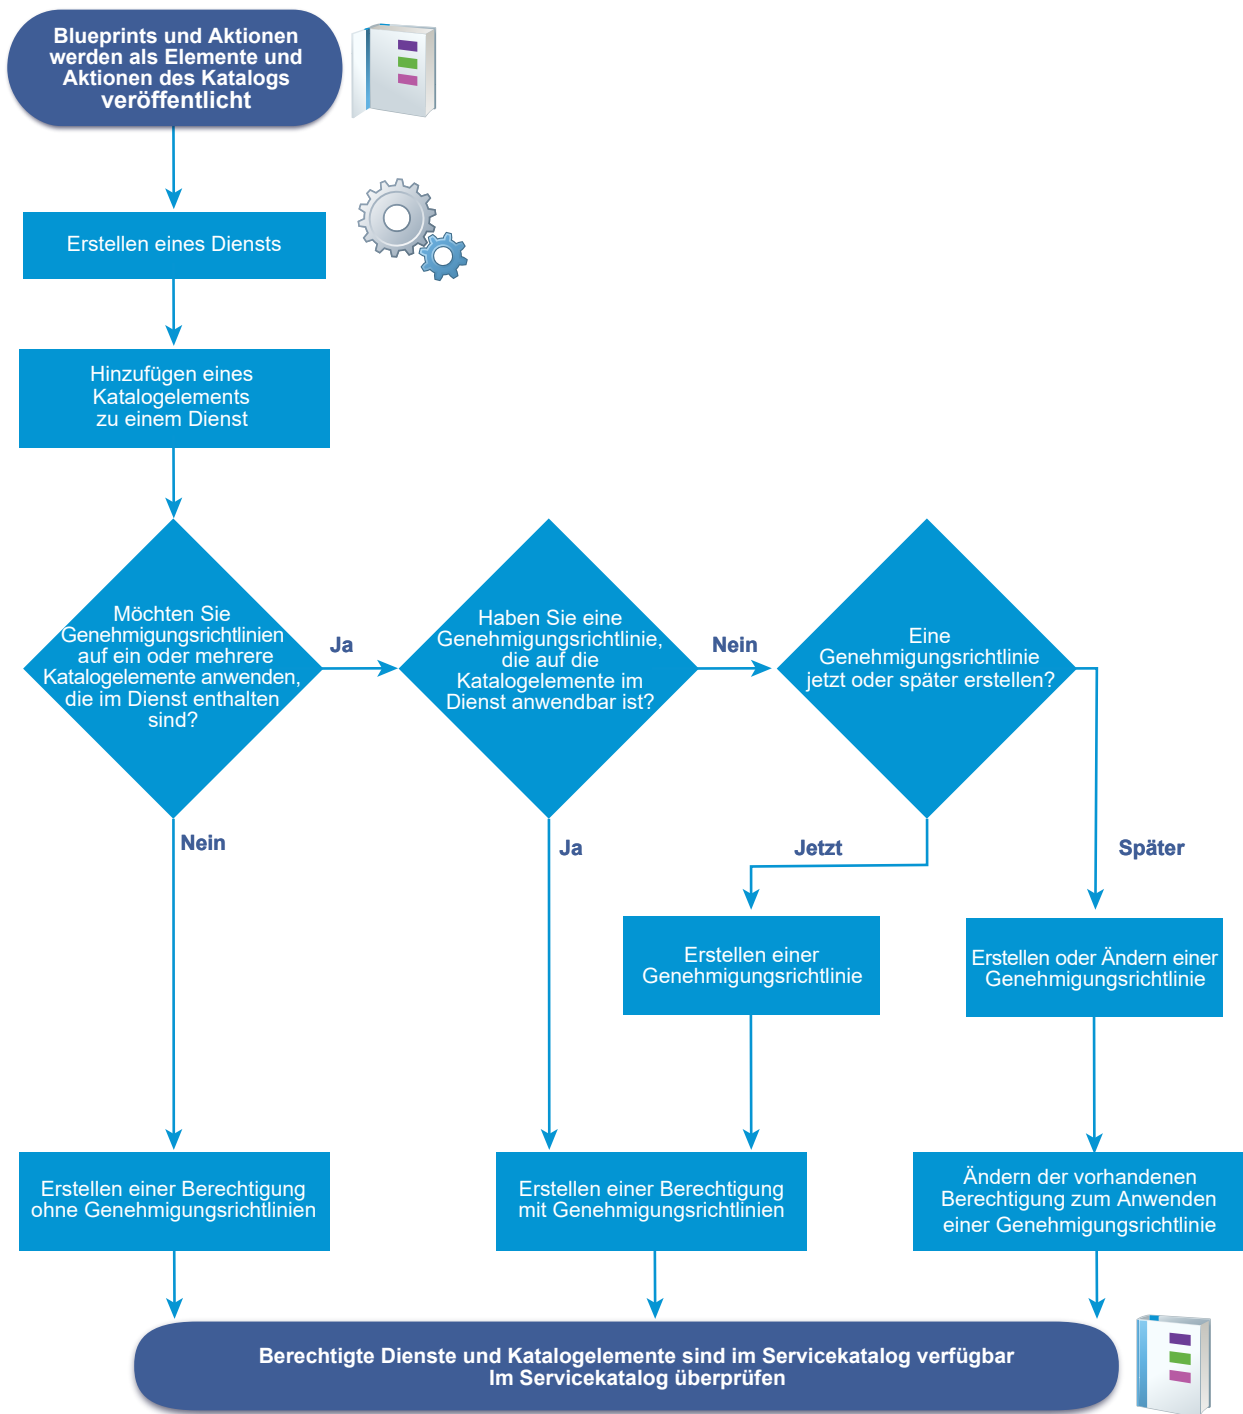 Blueprints und Aktionen
werden als Elemente und
Aktionen des Katalogs
veröffentlicht
Erstellen eines Diensts
Hinzufügen eines
Katalogelements
zu einem Dienst
Möchten Sie
Genehmigungsrichtlinien
auf ein oder mehrere
Katalogelemente anwenden,
die im Dienst enthalten
sind?
Ja
Haben Sie eine
Genehmigungsrichtlinie,
die auf die
Katalogelemente im
Dienst anwendbar ist?
Nein
Eine
Genehmigungsrichtlinie
jetzt oder später erstellen?
Nein
Ja
Jetzt
Später
Erstellen einer
Genehmigungsrichtlinie
Erstellen oder Ändern einer
Genehmigungsrichtlinie
Erstellen einer Berechtigung
ohne Genehmigungsrichtlinien
Erstellen einer Berechtigung
mit Genehmigungsrichtlinien
Ändern der vorhandenen
Berechtigung zum Anwenden
einer Genehmigungsrichtlinie
Berechtigte Dienste und Katalogelemente sind im Servicekatalog verfügbar
Im Servicekatalog überprüfen